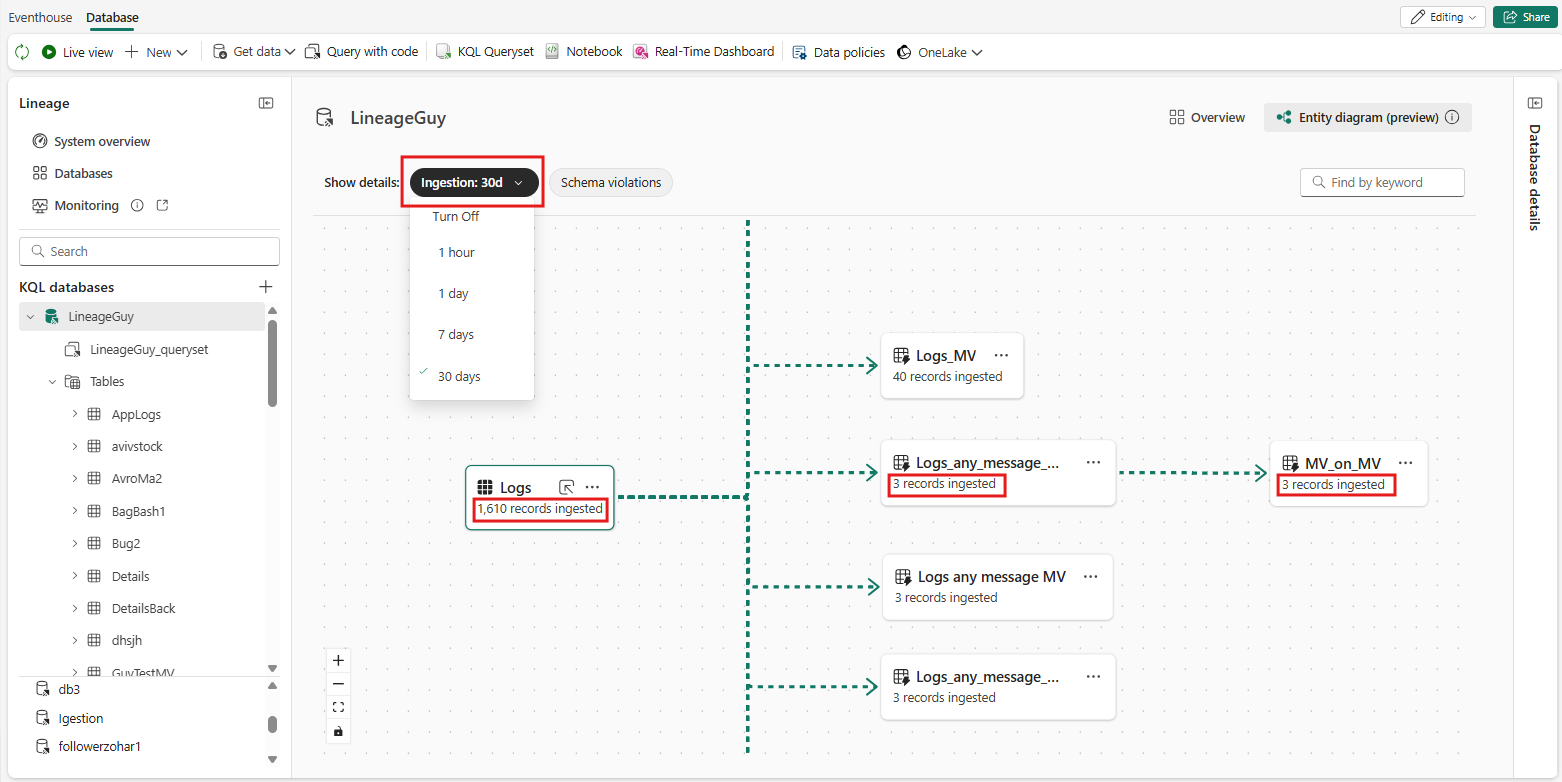 Eventhouse Database
Editing Share
Live view New Get data Query with code KQL Queryset Notebook Real-Time Dashboard Data policies OneLake
Lineage
System overview
Databases
Monitoring
Search
KQL databases
LineageGuy
LineageGuy_queryset
Tables
AppLogs
avivstock
AvroMa2
BagBash1
Bug2
Details
DetailsBack
dhsjh
GuyTestMV
db3
Igestion
followerzohar1
LineageGuy
Overview Entity diagram (preview)
Show details: Ingestion: 30d Schema violations Find by keyword
Turn Off
1 hour
1 day
7 days
30 days
Logs
1,610 records ingested
Logs_MV
40 records ingested
Logs_any_message_...
3 records ingested
MV_on_MV
3 records ingested
Logs any message MV
3 records ingested
Logs_any_message_...
3 records ingested
Database details